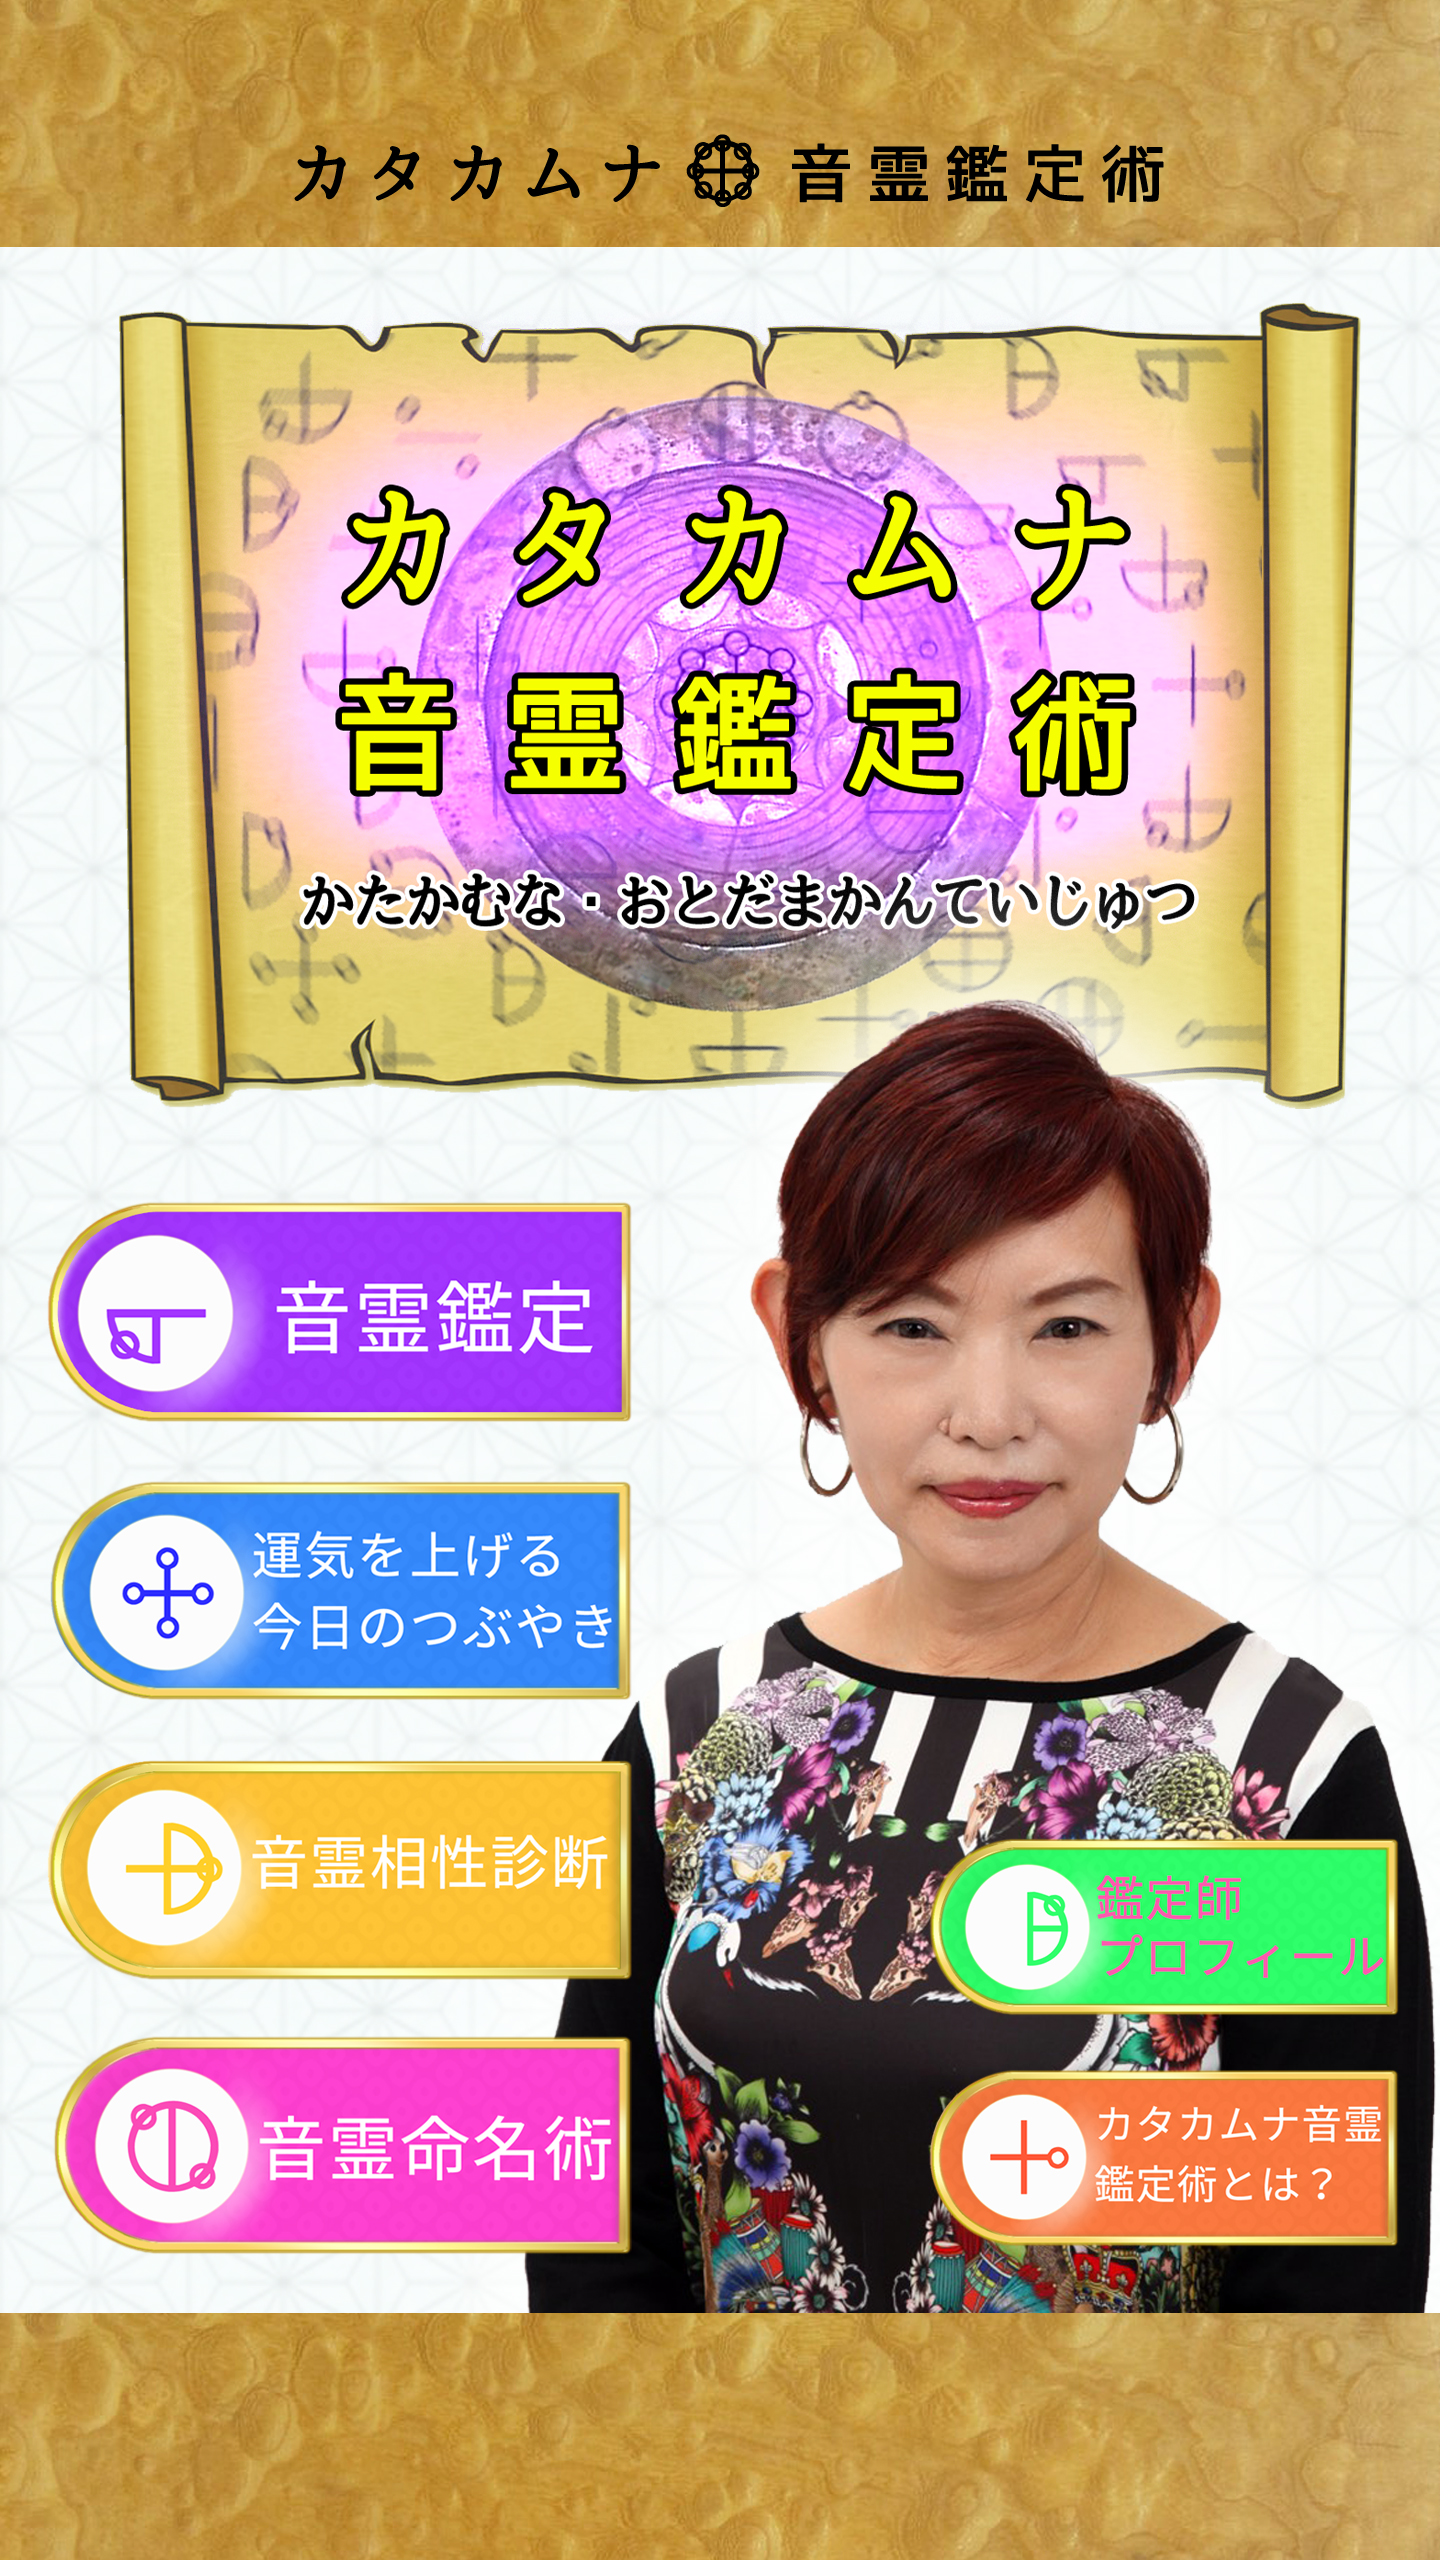 カタカムナ 音霊鑑定術
カタカムナ
音霊鑑定術
かたかむな・おとだまかんていじゅつ
音霊鑑定
運気を上げる
今日のつぶやき
音霊相性診断
音霊命名術
鑑定師
プロフィール
カタカムナ音霊
鑑定術とは？